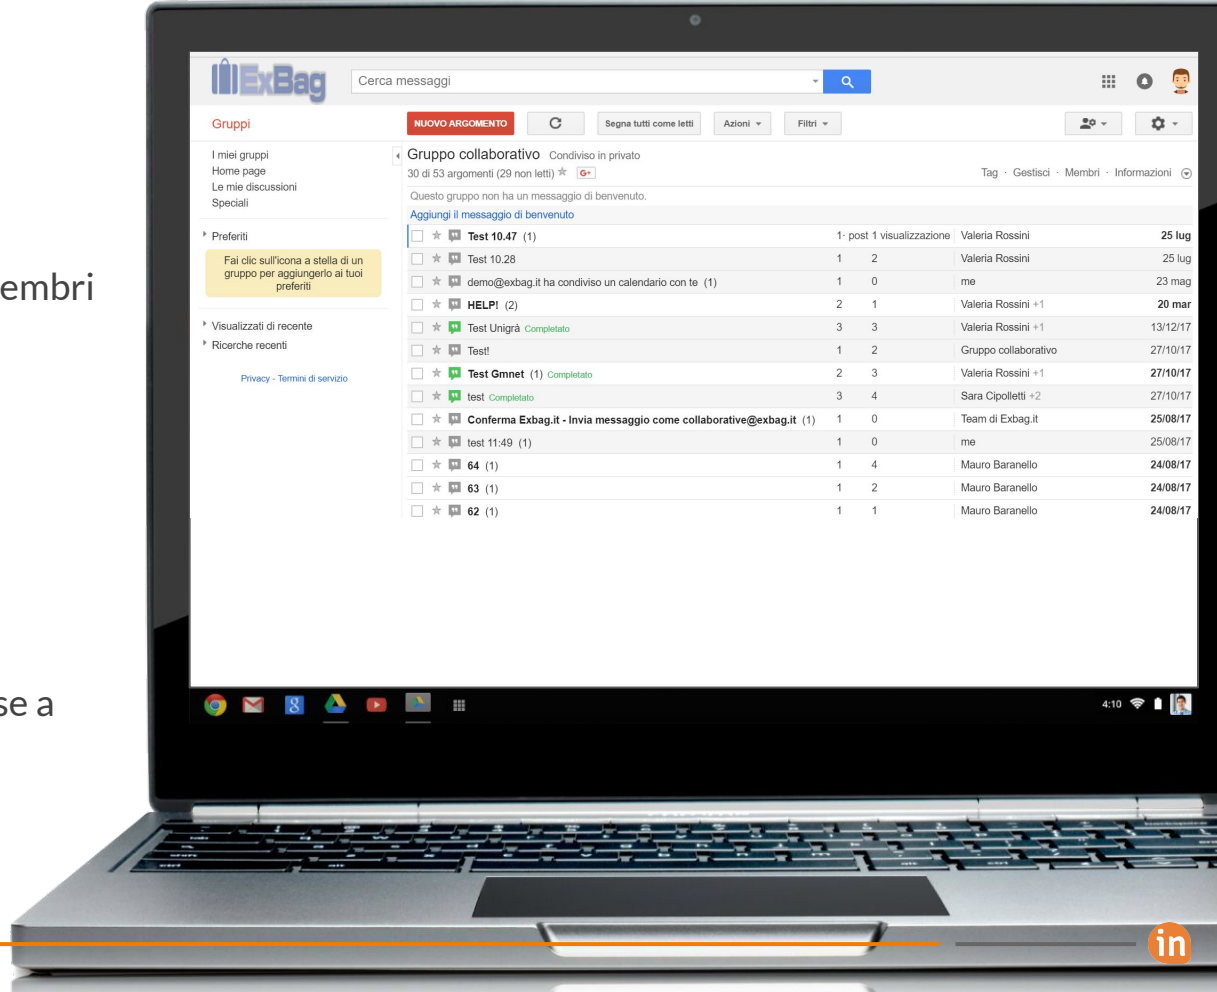 ExBag
Cerca messaggi
Gruppi
NUOVO ARGOMENTO
Segna tutti come letti
Azioni
Filtri
I miei gruppi
Home page
Le mie discussioni
Speciali
Preferiti
Fai clic sull'icona a stella di un
gruppo per aggiungerlo ai tuoi
preferiti
Visualizzati di recente
Ricerche recenti
Privacy - Termini di servizio
Gruppo collaborativo Condiviso in privato
30 di 53 argomenti (29 non letti) G+
Tag · Gestisci · Membri · Informazioni
Questo gruppo non ha un messaggio di benvenuto.
Aggiungi il messaggio di benvenuto
Test 10.47 (1) 1- post 1 visualizzazione Valeria Rossini 25 lug
Test 10.28 1 2 Valeria Rossini 25 lug
demo@exbag.it ha condiviso un calendario con te (1) 1 0 me 23 mag
HELP! (2) 2 1 Valeria Rossini +1 20 mar
Test Unigrà Completato 3 3 Valeria Rossini +1 13/12/17
Test! 1 2 Gruppo collaborativo 27/10/17
Test Gmnet (1) Completato 2 3 Valeria Rossini +1 27/10/17
test Completato 3 4 Sara Cipolletti +2 27/10/17
Conferma Exbag.it - Invia messaggio come collaborative@exbag.it (1) 1 0 Team di Exbag.it 25/08/17
test 11:49 (1) 1 0 me 25/08/17
64 (1) 1 4 Mauro Baranello 24/08/17
63 (1) 1 2 Mauro Baranello 24/08/17
62 (1) 1 1 Mauro Baranello 24/08/17
embri
se a
8
4:10
in